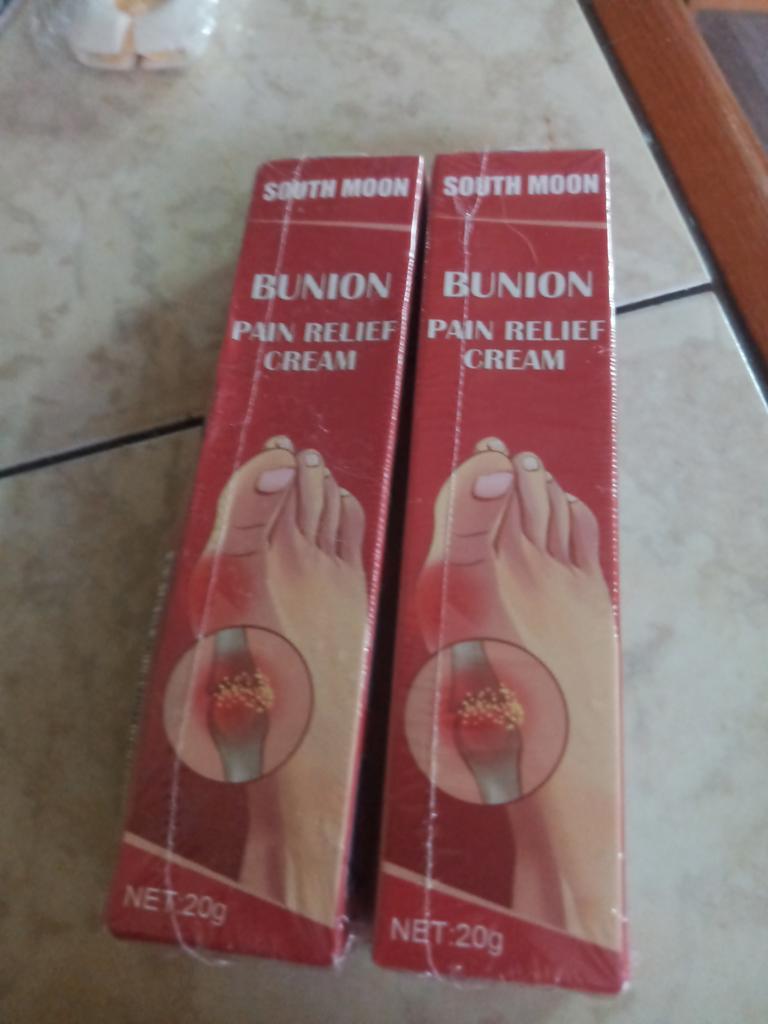 SOUTH MOON
BUNION
PAIN RELIEF
CREAM
NET:20g
SOUTH MOON
BUNION
PAIN RELIEF
CREAM
NET:20g